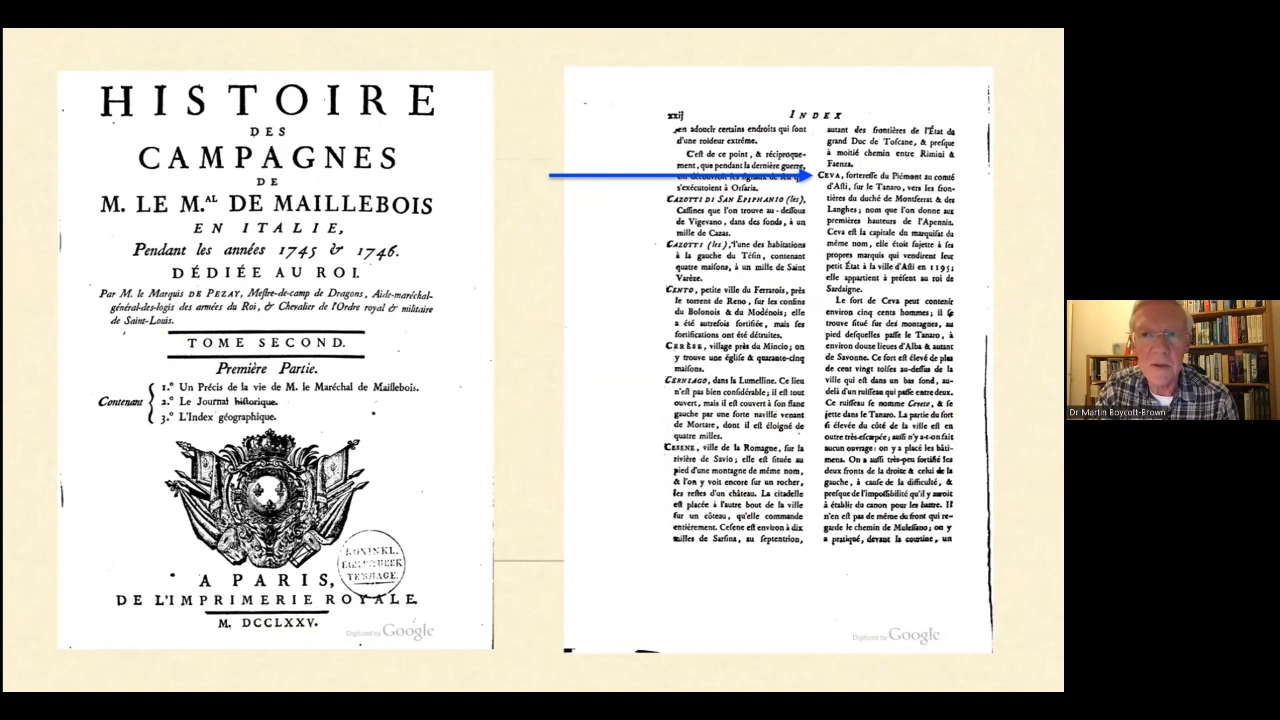 HISTOIRE
DES
CAMPAGNES
DE
M. LE M.AL DE MAILLEBOIS
EN ITALIE,
Pendant les années 1745 & 1746.
DÉDIÉE AU ROI.
Par M. le Marquis DE PEZAY, Mestre-de-camp de Dragons, Aide-maréchal-
général-des-logis des armées du Roi, & Chevalier de l'Ordre royal & militaire
de Saint-Louis.
TOME SECOND.
Première Partie.
Contenant
1.° Un Précis de la vie de M. le Maréchal de Maillebois.
2.° Le Journal historique.
3.° L'Index géographique.
KONINKL.
TESHAGE.
A PARIS,
DE L'IMPRIMERIE ROYALE.
M. DCCLXXV.
Digitized by Google
xxij
INDEX
en adoucir certains endroits qui sont
d'une roideur extrême.
C'est de ce point, & réciproque-
ment, que pendant la dernière guerre,
on découvroit les signaux de feu
s'exécutoient à Orsaria.
CAZOTTI DI SAN EPIPHANIO (les),
Cassines que l'on trouve au-dessous
de Vigevano, dans des fonds, à un
mille de Cazas.
CAZOTTI (les), l'une des habitations
à la gauche du Tésin, contenant
quatre maisons, à un mille de Saint
Varèze.
CENTO, petite ville du Ferrarois, près
le torrent de Reno, sur les confins
du Bolonois & du Modénois; elle
a été autrefois fortifiée, mais ses
fortifications ont été détruites.
CERÈSE, village près du Mincio; on
y trouve une église & quarante-cinq
maisons.
CERNIAGO, dans la Lumelline. Ce lieu
n'est pas bien considérable; il est tout
ouvert, mais il est couvert à son flanc
gauche par une forte naville venant
de Mortare, dont il est éloigné de
quatre milles.
CESENE, ville de la Romagne, sur la
rivière de Savio; elle est située au
pied d'une montagne de même nom,
& l'on y voit encore sur un rocher,
les restes d'un château. La citadelle
est placée à l'autre bout de la ville
sur un côteau, qu'elle commande
entièrement. Cesene est environ à dix
milles de Sarsina, au septentrion,
autant des frontières de l'État du
grand Duc de Toscane, & presque
à moitié chemin entre Rimini &
Faenza.
CEVA, forteresse du Piémont au comté
d'Asti, sur le Tanaro, vers les fron-
tières du duché de Montferrat & des
Langhes; nom que l'on donne aux
premières hauteurs de l'Apennin.
Ceva est la capitale du marquisat du
même nom, elle étoit sujette à ses
propres marquis qui vendirent leur
petit État à la ville d'Asti en 1195;
elle appartient à présent au roi de
Sardaigne.
Le fort de Ceva peut contenir
environ cinq cents hommes; il se
trouve situé sur des montagnes, au
pied desquelles passe le Tanaro, à
environ douze lieues d'Alba & autant
de Savonne. Ce fort est élevé de plus
de cent vingt toises au-dessus de la
ville qui est dans un bas fond, au-
delà d'un ruisseau qui passe entre deux.
Ce ruisseau se nomme Cevete, & se
jette dans le Tanaro. La partie du fort
si élevée du côté de la ville est en
outre très-escarpée; aussi n'y a-t-on fait
aucun ouvrage: on y a placé les bâti-
mens. On a aussi très-peu fortifié les
deux fronts de la droite & celui de la
gauche, à cause de la difficulté, &
presque de l'impossibilité qu'il y auroit
à établir du canon pour les battre. Il
n'en est pas de même du front qui re-
garde le chemin de Mulessano; on y
a pratiqué, devant la courtine, un
Digitized by Google
Dr Martin Boycott-Brown